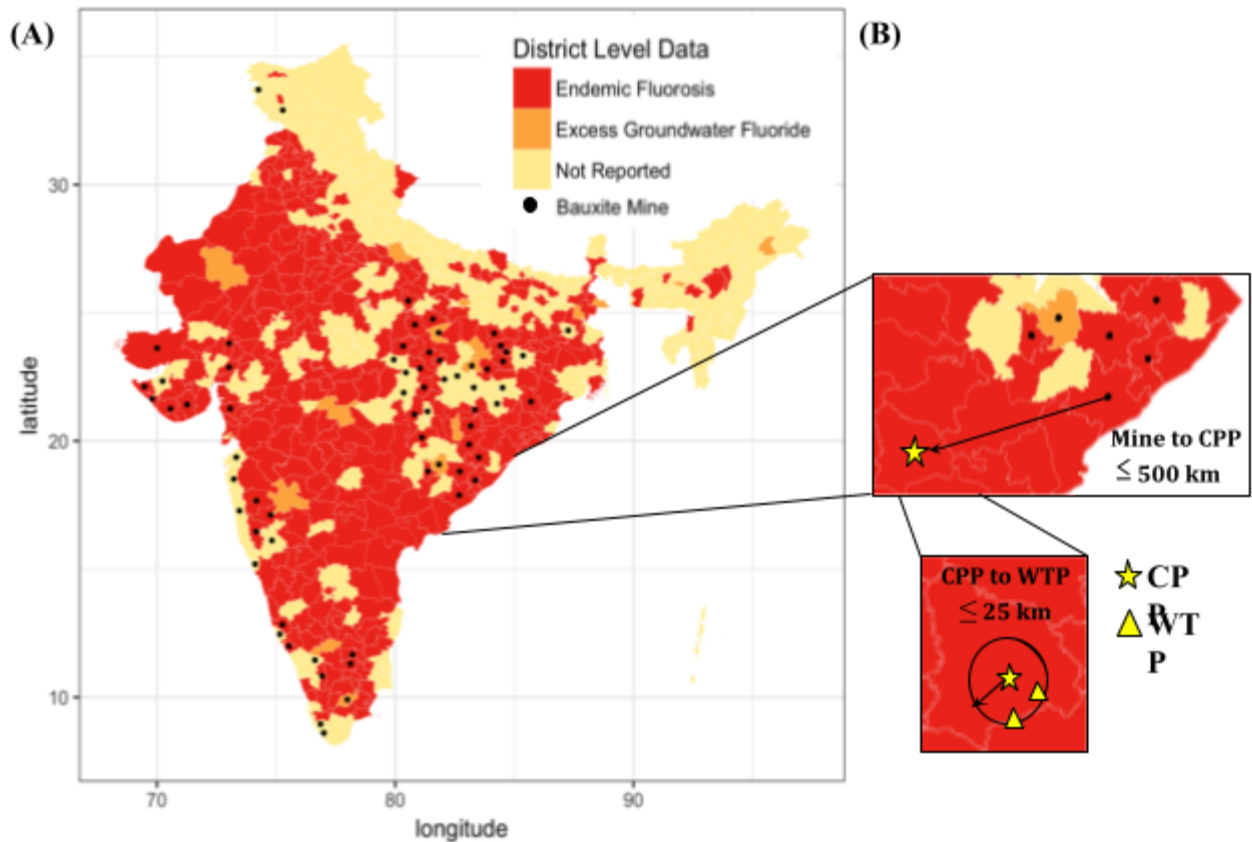 (A)
(B)
District Level Data
Endemic Fluorosis
Excess Groundwater Fluoride
Not Reported
Bauxite Mine
30
20
10
latitude
70
80
90
longitude
Mine to CPP
≤ 500 km
CPP to WTP
≤ 25 km
CP
P
WT
P